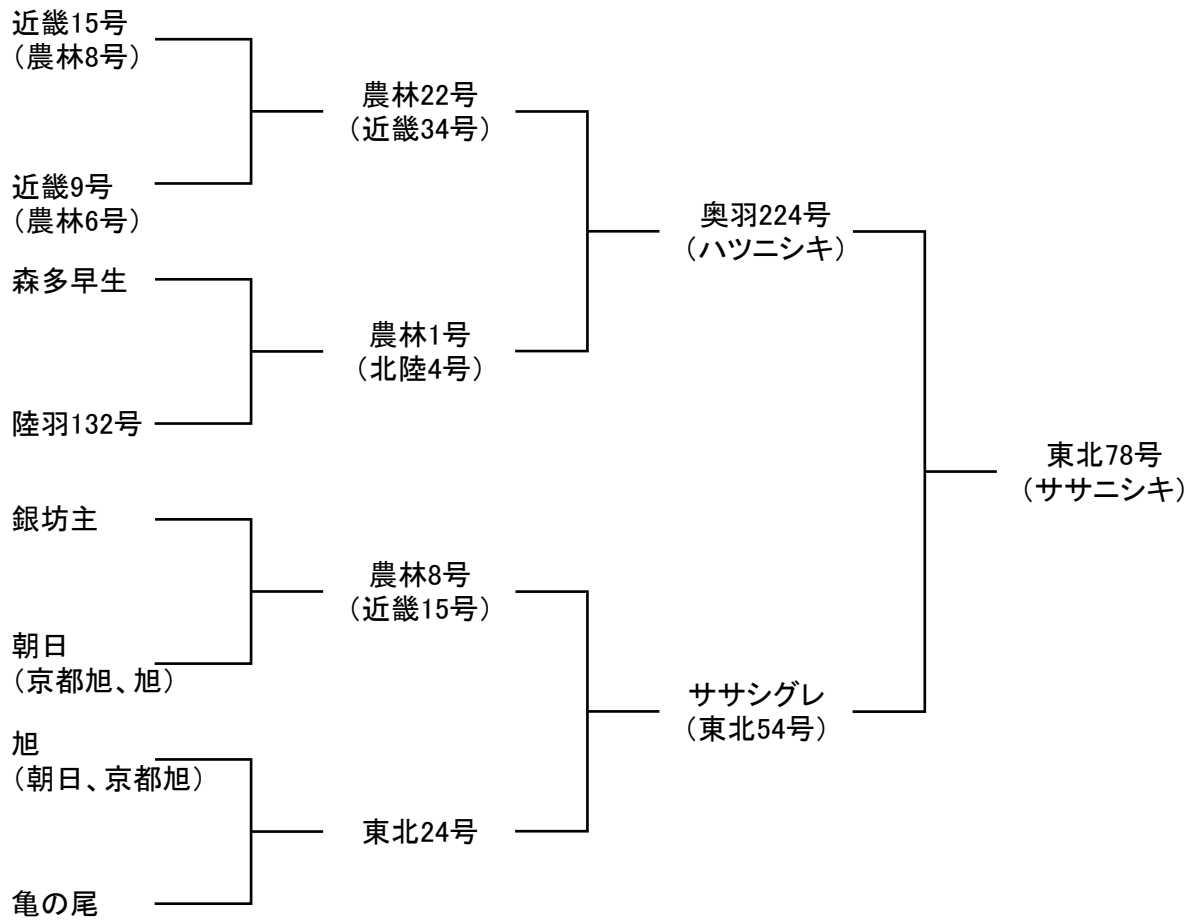 近畿15号
(農林8号)
近畿9号
(農林6号)
森多早生
陸羽132号
銀坊主
朝日
(京都旭、旭)
旭
(朝日、京都旭)
亀の尾
農林22号
(近畿34号)
農林1号
(北陸4号)
農林8号
(近畿15号)
東北24号
奥羽224号
(ハツニシキ)
ササシグレ
(東北54号)
東北78号
(ササニシキ)